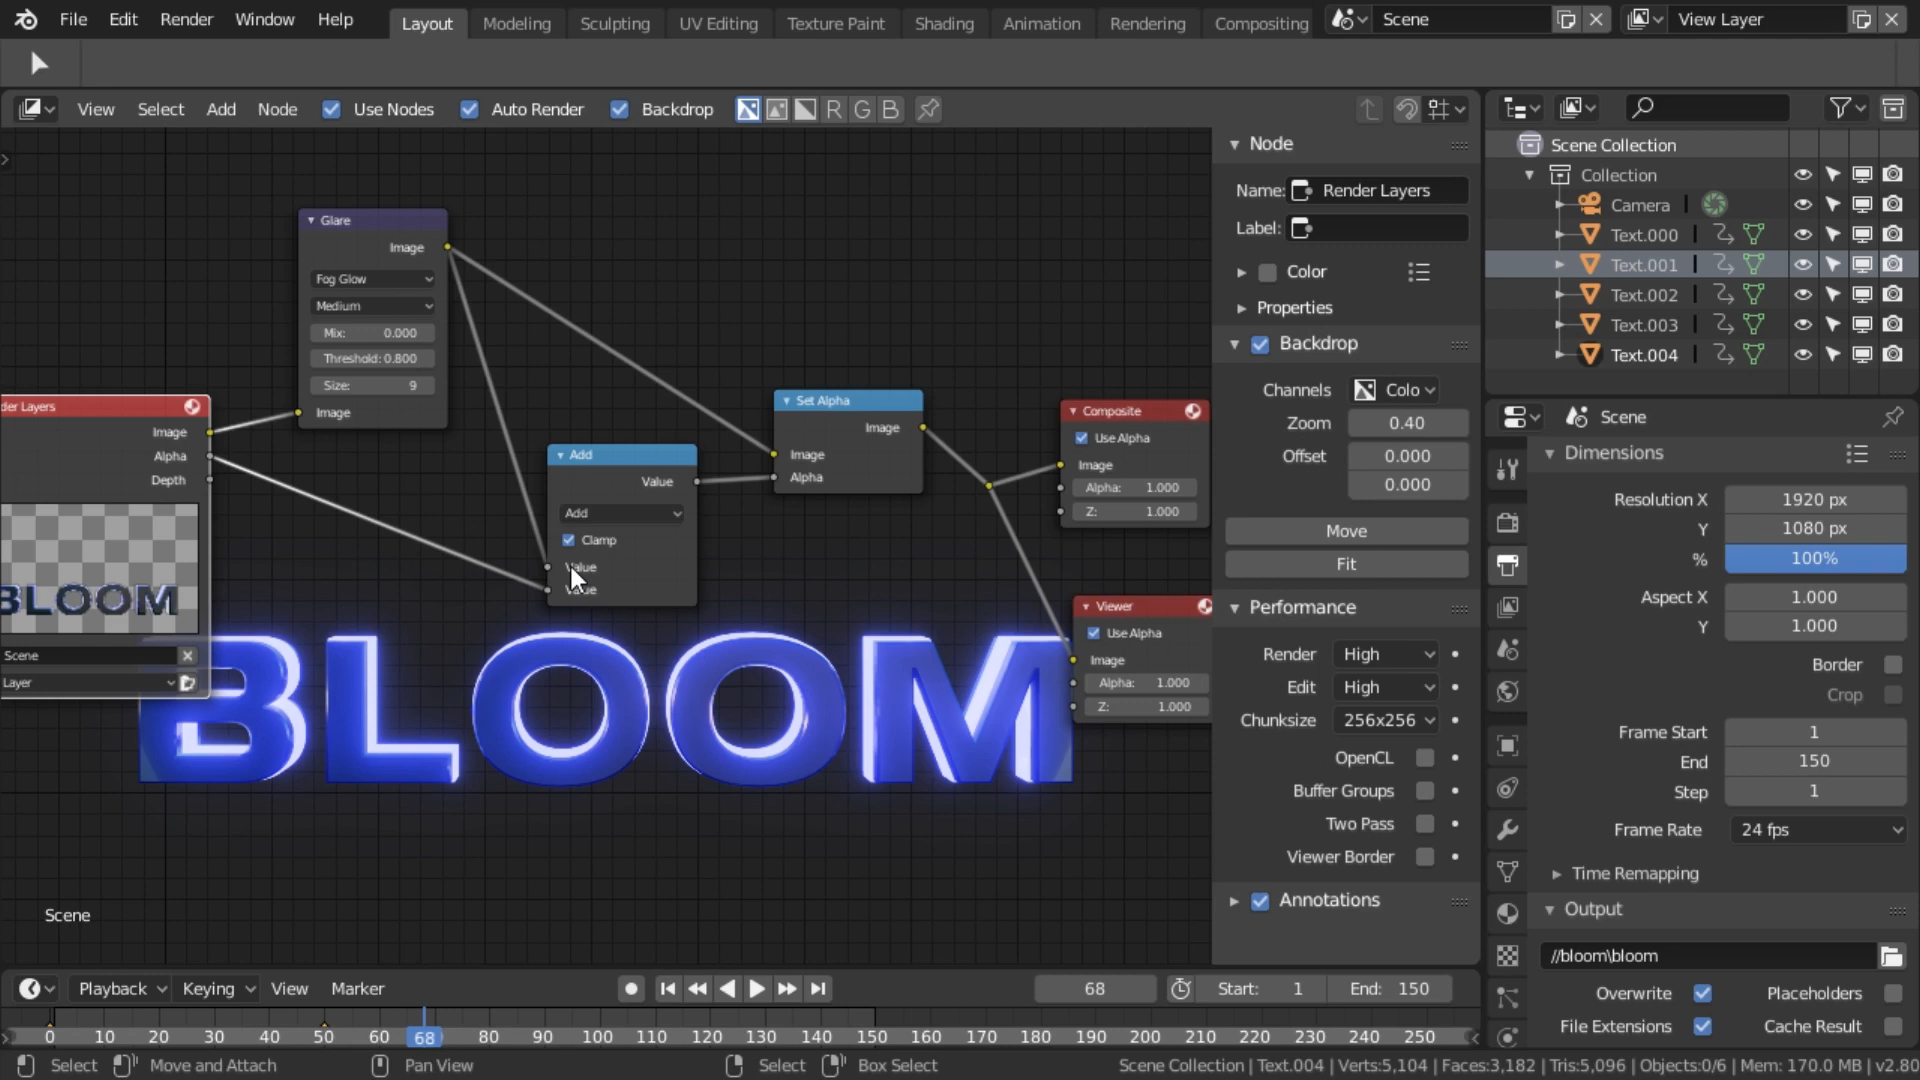 File Edit Render Window Help Layout Modeling Sculpting UV Editing Texture Paint Shading Animation Rendering Compositing Scene View Layer
View Select Add Node Use Nodes Auto Render Backdrop R G B
Glare
Image
Fog Glow
Medium
Mix: 0.000
Threshold: 0.800
Size: 9
Image
der Layers
Image
Alpha
Depth
BLOOM
Scene
Layer
Add
Value
Add
Clamp
Value
Value
Set Alpha
Image
Image
Alpha
Composite
Use Alpha
Image
Alpha: 1.000
Z: 1.000
Viewer
Use Alpha
Image
Alpha: 1.000
Z: 1.000
BLOOM
Scene
Node
Name: Render Layers
Label:
Color
Properties
Backdrop
Channels Colo
Zoom 0.40
Offset 0.000
0.000
Move
Fit
Performance
Render High
Edit High
Chunksize 256x256
OpenCL
Buffer Groups
Two Pass
Viewer Border
Annotations
Scene Collection
Collection
Camera
Text.000
Text.001
Text.002
Text.003
Text.004
Scene
Dimensions
Resolution X 1920 px
Y 1080 px
% 100%
Aspect X 1.000
Y 1.000
Border
Crop
Frame Start 1
End 150
Step 1
Frame Rate 24 fps
Time Remapping
Output
//bloom\bloom
Overwrite Placeholders
File Extensions Cache Result
Playback Keying View Marker 68 Start: 1 End: 150
0 10 20 30 40 50 60 68 80 90 100 110 120 130 140 150 160 170 180 190 200 210 220 230 240 250
Select Move and Attach Pan View Select Box Select Scene Collection | Text.004 | Verts:5,104 | Faces:3,182 | Tris:5,096 | Objects:0/6 | Mem: 170.0 MB | v2.80